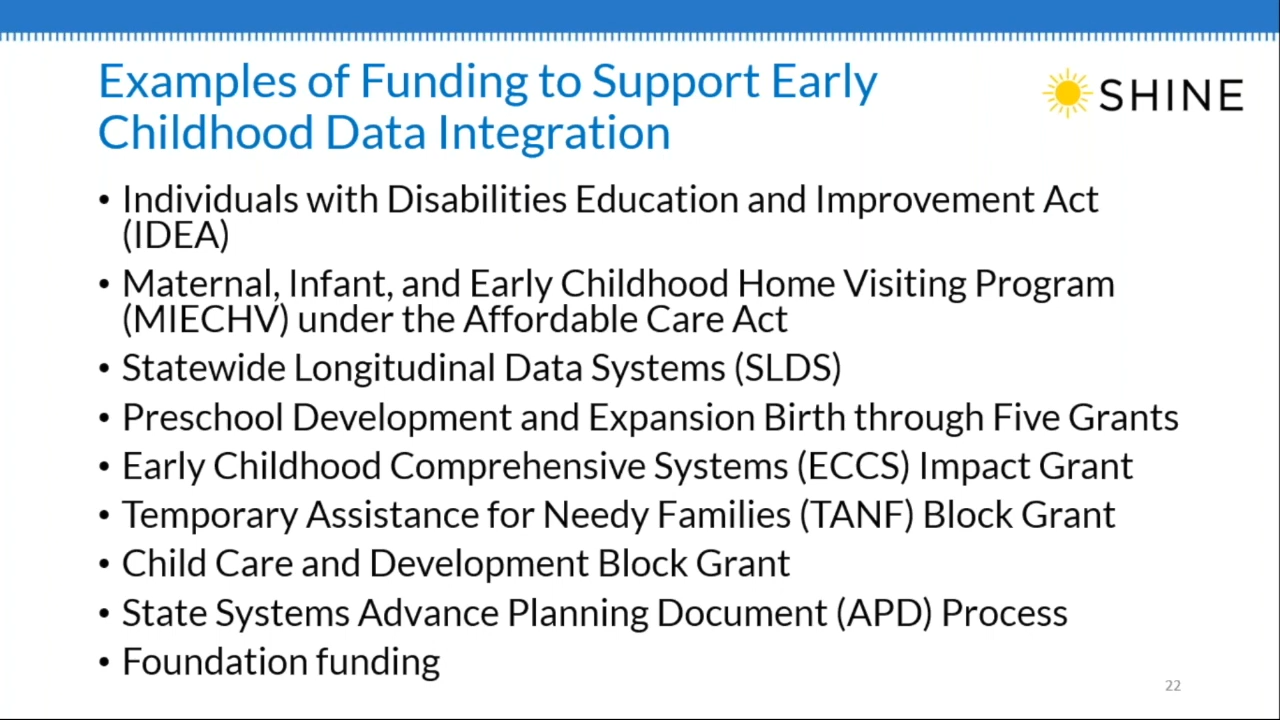 Examples of Funding to Support Early
Childhood Data Integration
SHINE
• Individuals with Disabilities Education and Improvement Act
(IDEA)
• Maternal, Infant, and Early Childhood Home Visiting Program
(MIECHV) under the Affordable Care Act
• Statewide Longitudinal Data Systems (SLDS)
• Preschool Development and Expansion Birth through Five Grants
• Early Childhood Comprehensive Systems (ECCS) Impact Grant
• Temporary Assistance for Needy Families (TANF) Block Grant
• Child Care and Development Block Grant
• State Systems Advance Planning Document (APD) Process
• Foundation funding
22